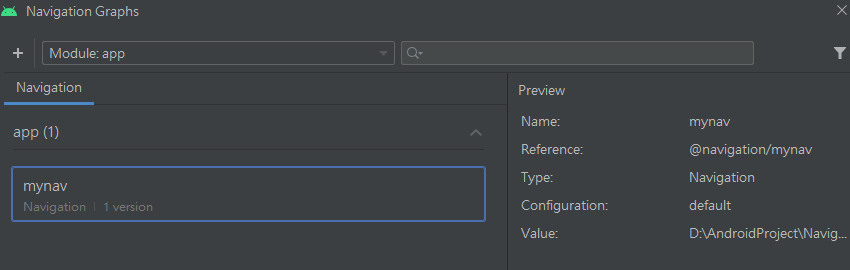 Navigation Graphs
Module: app
Navigation
app (1)
mynav
Navigation | 1 version
Preview
Name: mynav
Reference: @navigation/mynav
Type: Navigation
Configuration: default
Value: D:\AndroidProject\Navig...